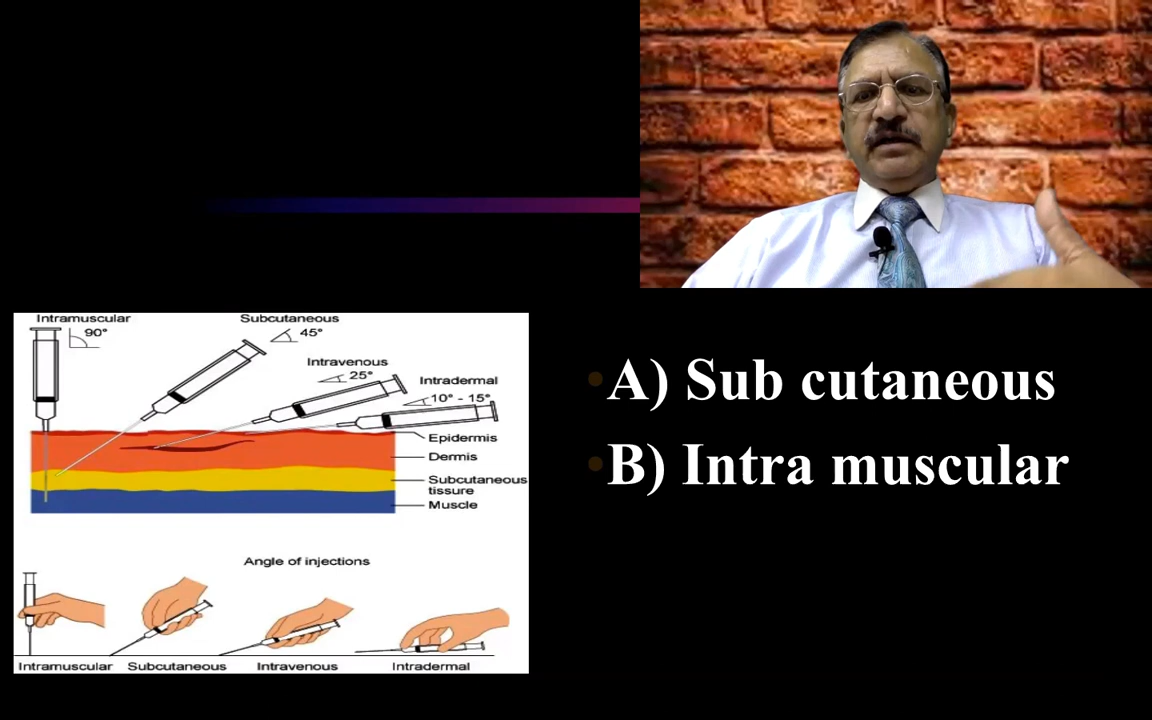 Intramuscular
90°
Subcutaneous
45°
Intravenous
25°
Intradermal
10° - 15°
Epidermis
Dermis
Subcutaneous
tissure
Muscle
Angle of injections
Intramuscular
Subcutaneous
Intravenous
Intradermal
•A) Sub cutaneous
•B) Intra muscular